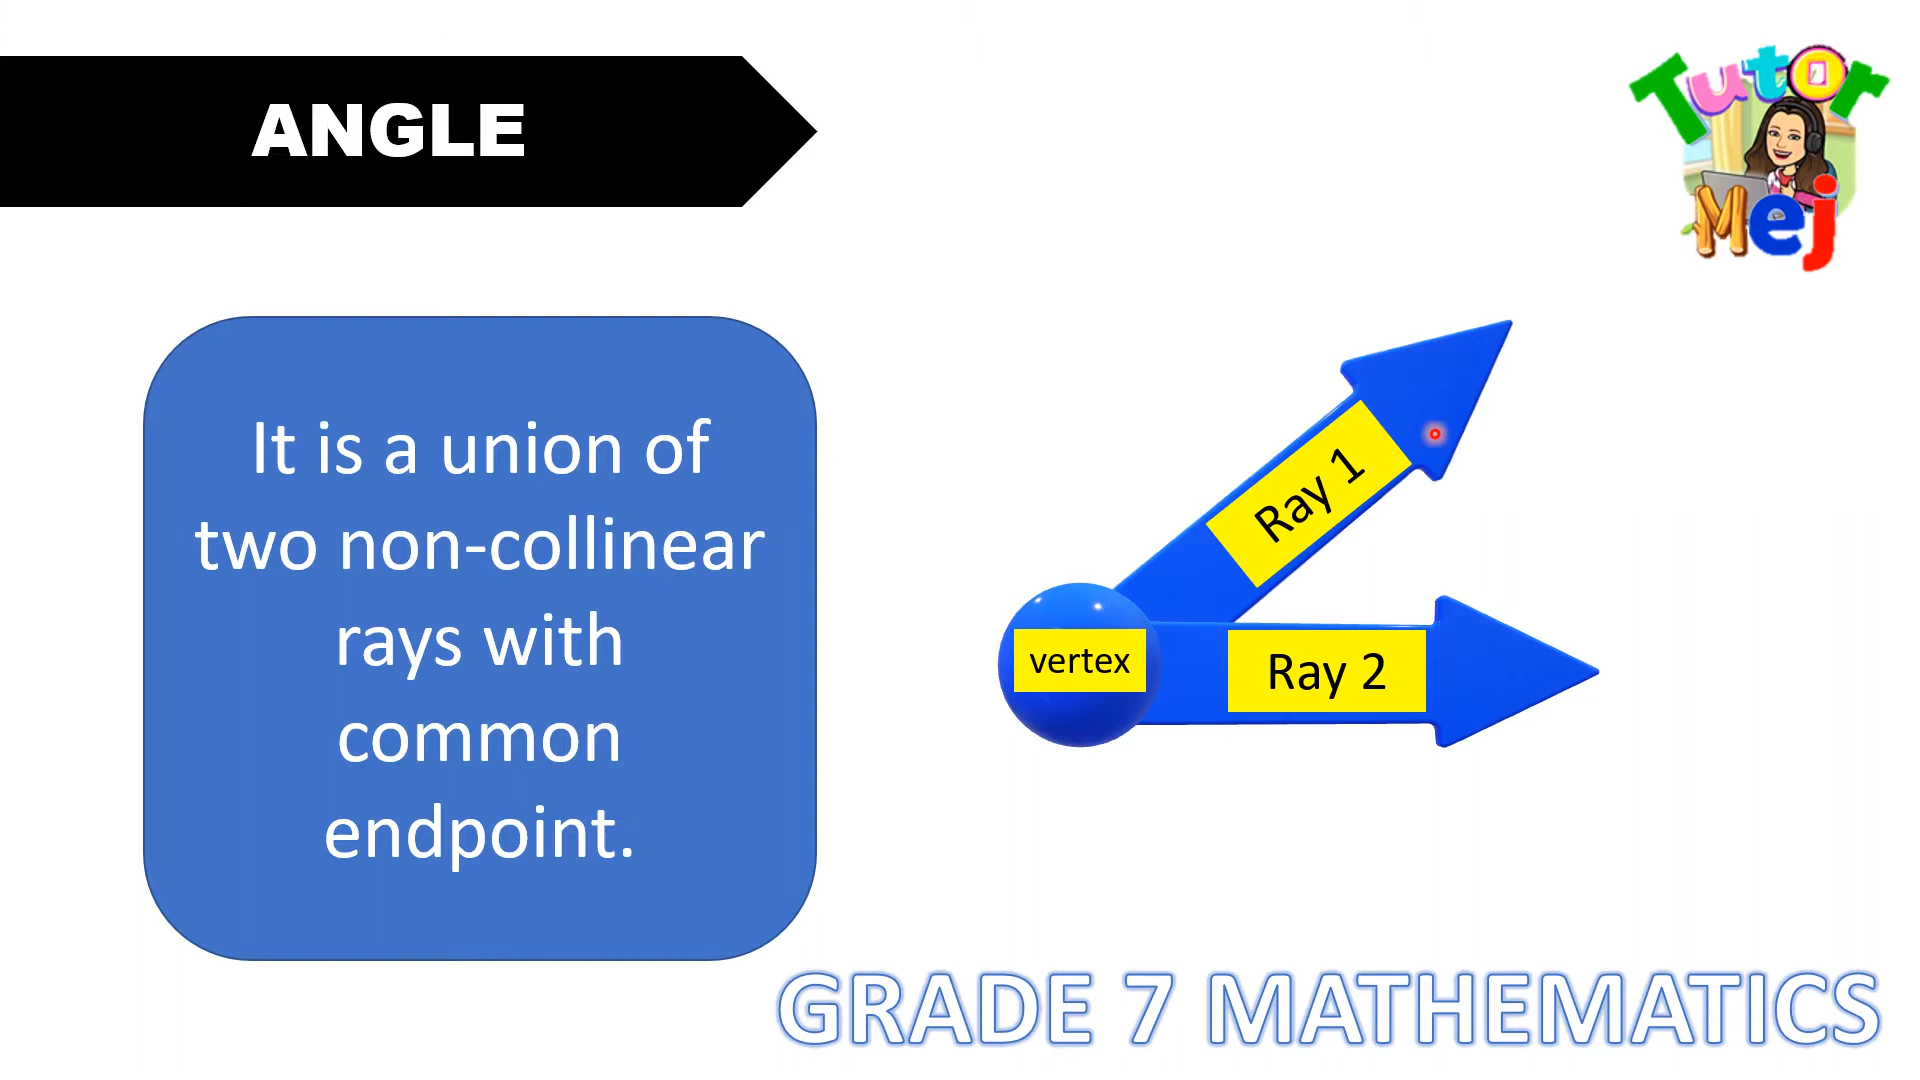 ANGLE
Tutor
Mej
It is a union of
two non-collinear
rays with
common
endpoint.
Ray 1
vertex
Ray 2
GRADE 7 MATHEMATICS